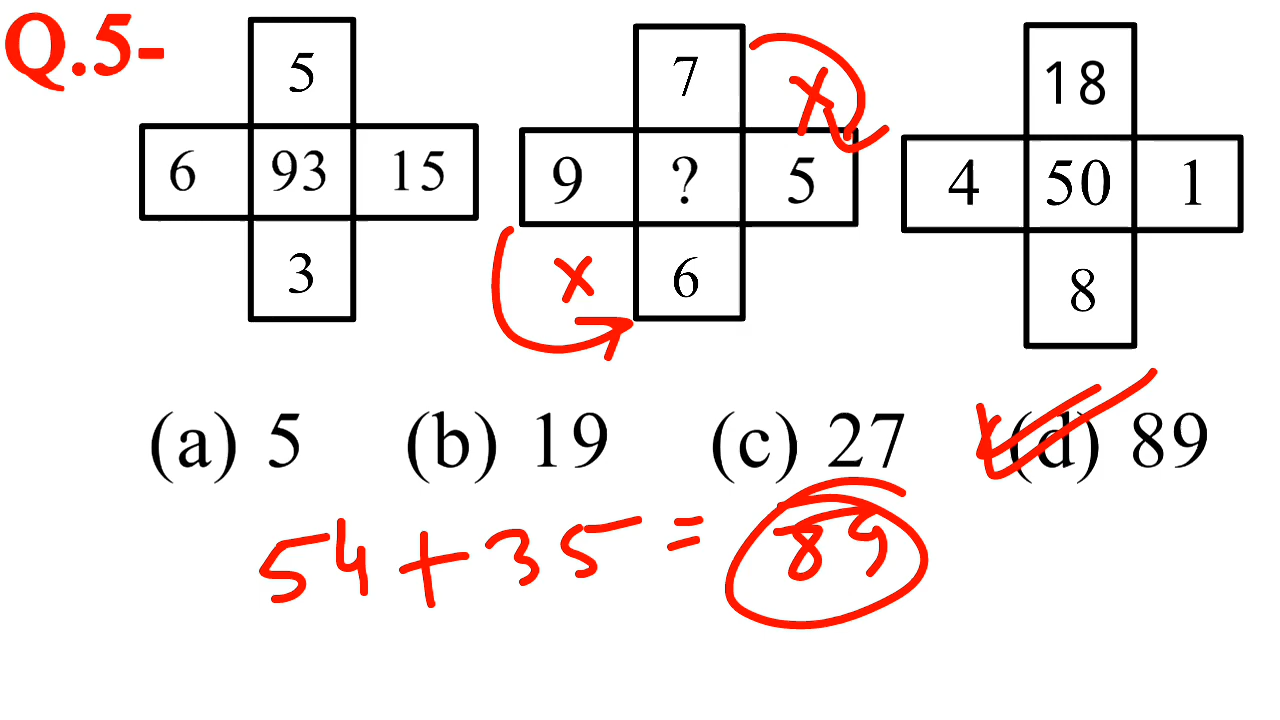 Q.5-
5 7 18
6 93 15 9 ? 5 4 50 1
3 6 8
x x
(a) 5 (b) 19 (c) 27 (d) 89
54 + 35 = 89